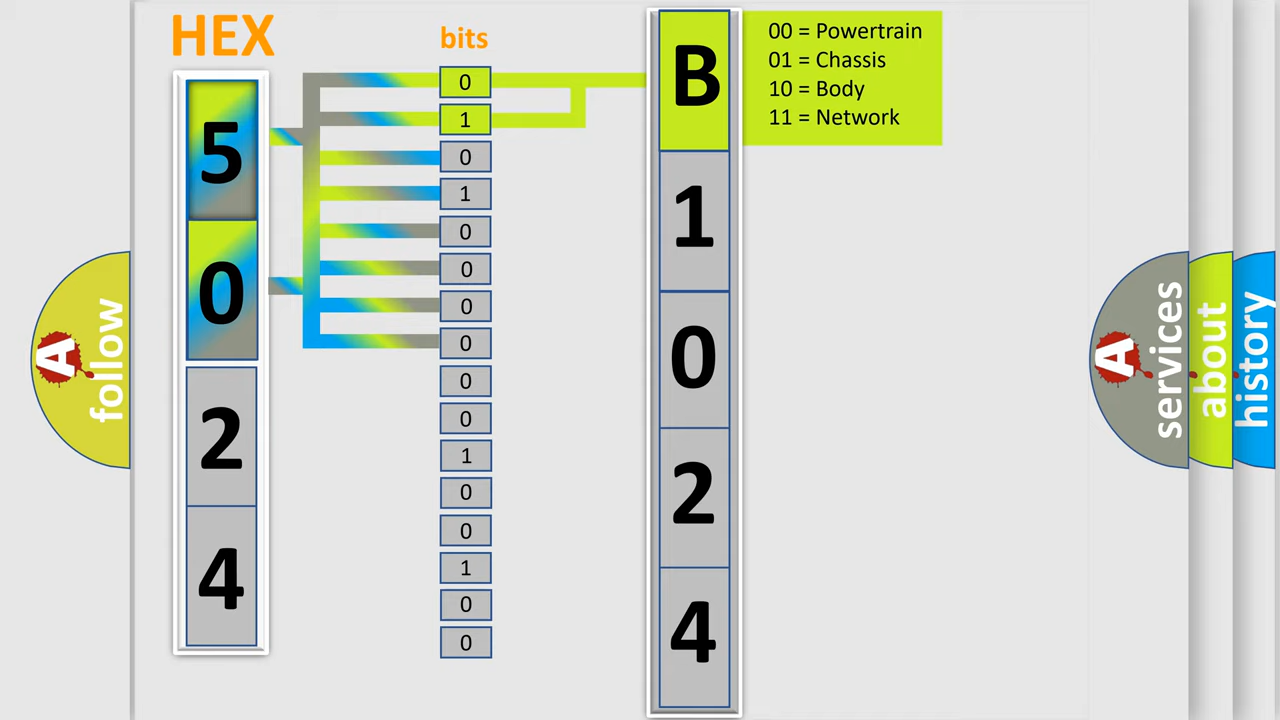 HEX
bits
5
0
2
4
0
1
0
1
0
0
0
0
0
0
1
0
0
1
0
0
B
1
0
2
4
00 = Powertrain
01 = Chassis
10 = Body
11 = Network
A
follow
A
services
about
history